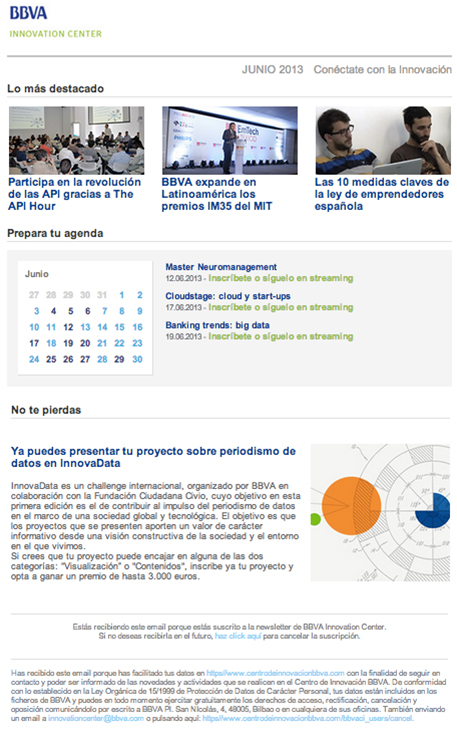 BBVA
INNOVATION CENTER
JUNIO 2013 Conéctate con la Innovación
Lo más destacado
EmTech
Participa en la revolución
de las API gracias a The
API Hour
BBVA expande en
Latinoamérica los
premios IM35 del MIT
Las 10 medidas claves de
la ley de emprendedores
española
Prepara tu agenda
Junio
27 28 29 30 31 1 2
3 4 5 6 7 8 9
10 11 12 13 14 15 16
17 18 19 20 21 22 23
24 25 26 27 28 29 30
Master Neuromanagement
12.06.2013 - Inscríbete o síguelo en streaming
Cloudstage: cloud y start-ups
17.06.2013 - Inscríbete o síguelo en streaming
Banking trends: big data
19.06.2013 - Inscríbete o síguelo en streaming
No te pierdas
Ya puedes presentar tu proyecto sobre periodismo de
datos en InnovaData
InnovaData es un challenge internacional, organizado por BBVA en
colaboración con la Fundación Ciudadana Civio, cuyo objetivo en esta
primera edición es el de contribuir al impulso del periodismo de datos
en el marco de una sociedad global y tecnológica. El objetivo es que
los proyectos que se presenten aporten un valor de carácter
informativo desde una visión constructiva de la sociedad y el entorno
en el que vivimos.
Si crees que tu proyecto puede encajar en alguna de las dos
categorías: "Visualización" o "Contenidos", inscribe ya tu proyecto y
opta a ganar un premio de hasta 3.000 euros.
Estás recibiendo este email porque estás suscrito a la newsletter de BBVA Innovation Center.
Si no deseas recibirla en el futuro, haz click aquí para cancelar la suscripción.
Has recibido este email porque has facilitado tus datos en https//www.centrodeinnovacionbbva.com con la finalidad de seguir en
contacto y poder ser informado de las novedades y actividades que se realicen en el Centro de Innovación BBVA. De conformidad
con lo establecido en la Ley Orgánica de 15/1999 de Protección de Datos de Carácter Personal, tus datos están incluidos en los
ficheros de BBVA y puedes en todo momento ejercitar gratuitamente los derechos de acceso, rectificación, cancelación y
oposición comunicándolo por escrito a BBVA Pl. San Nicolás, 4, 48005, Bilbao o en cualquiera de sus oficinas. También enviando
un email a innovationcenter@bbva.com o pulsando aquí: https//www.centrodeinnovacionbbva.com/bbvaci_users/cancel.